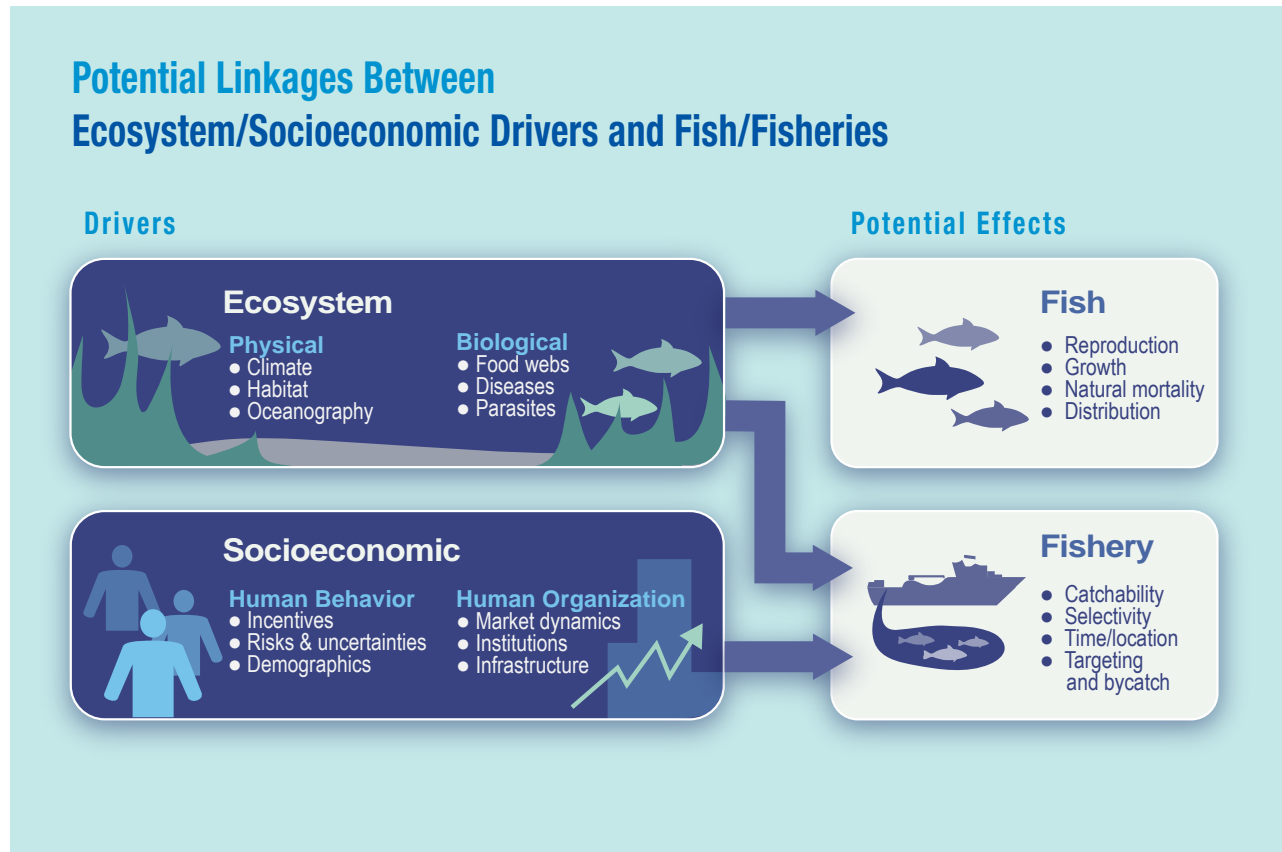 Potential Linkages Between
Ecosystem/Socioeconomic Drivers and Fish/Fisheries
Drivers
Ecosystem
Physical
● Climate
● Habitat
● Oceanography
Biological
● Food webs
● Diseases
● Parasites
Socioeconomic
Human Behavior
● Incentives
● Risks & uncertainties
● Demographics
Human Organization
● Market dynamics
● Institutions
● Infrastructure
Potential Effects
Fish
● Reproduction
● Growth
● Natural mortality
● Distribution
Fishery
● Catchability
● Selectivity
● Time/location
● Targeting
and bycatch